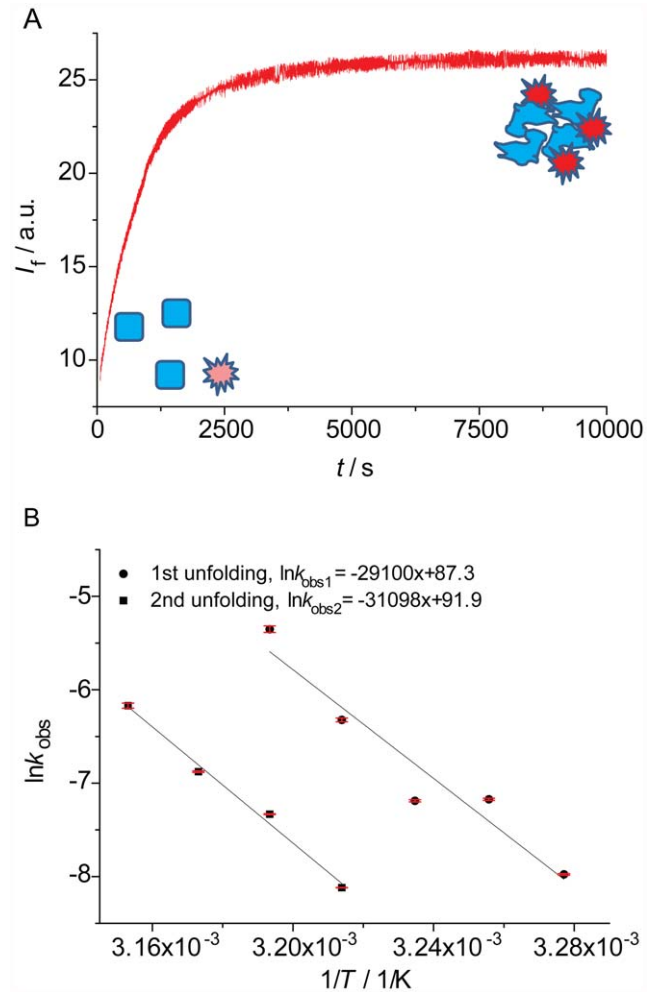 A
25
20
15
10
I_f / a.u.
0
2500
5000
7500
10000
t / s
B
1st unfolding, lnk_obs1 = -29100x+87.3
2nd unfolding, lnk_obs2 = -31098x+91.9
-5
-6
-7
-8
lnk_obs
3.16x10⁻³
3.20x10⁻³
3.24x10⁻³
3.28x10⁻³
1/T / 1/K